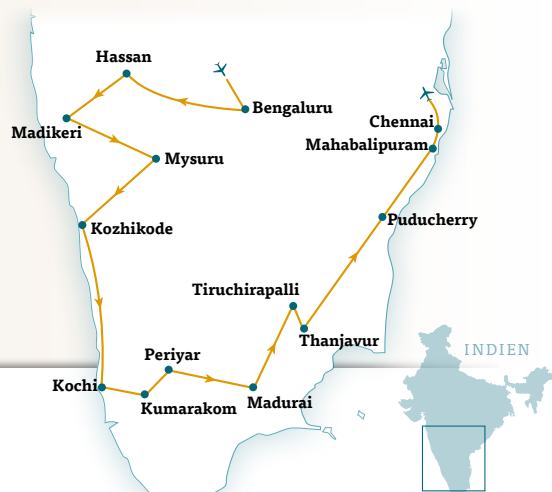 Hassan
Bengaluru
Chennai
Madikeri
Mahabalipuram
Mysuru
Puducherry
Kozhikode
Tiruchirapalli
Thanjavur
INDIEN
Periyar
Kochi
Kumarakom
Madurai